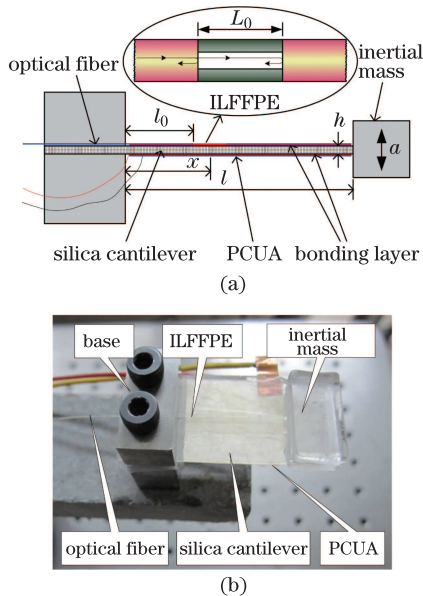 L₀
optical fiber
inertial
mass
l₀
ILFFPE
h
a
x
l
silica cantilever
PCUA
bonding layer
(a)
base
ILFFPE
inertial
mass
optical fiber
silica cantilever
PCUA
(b)